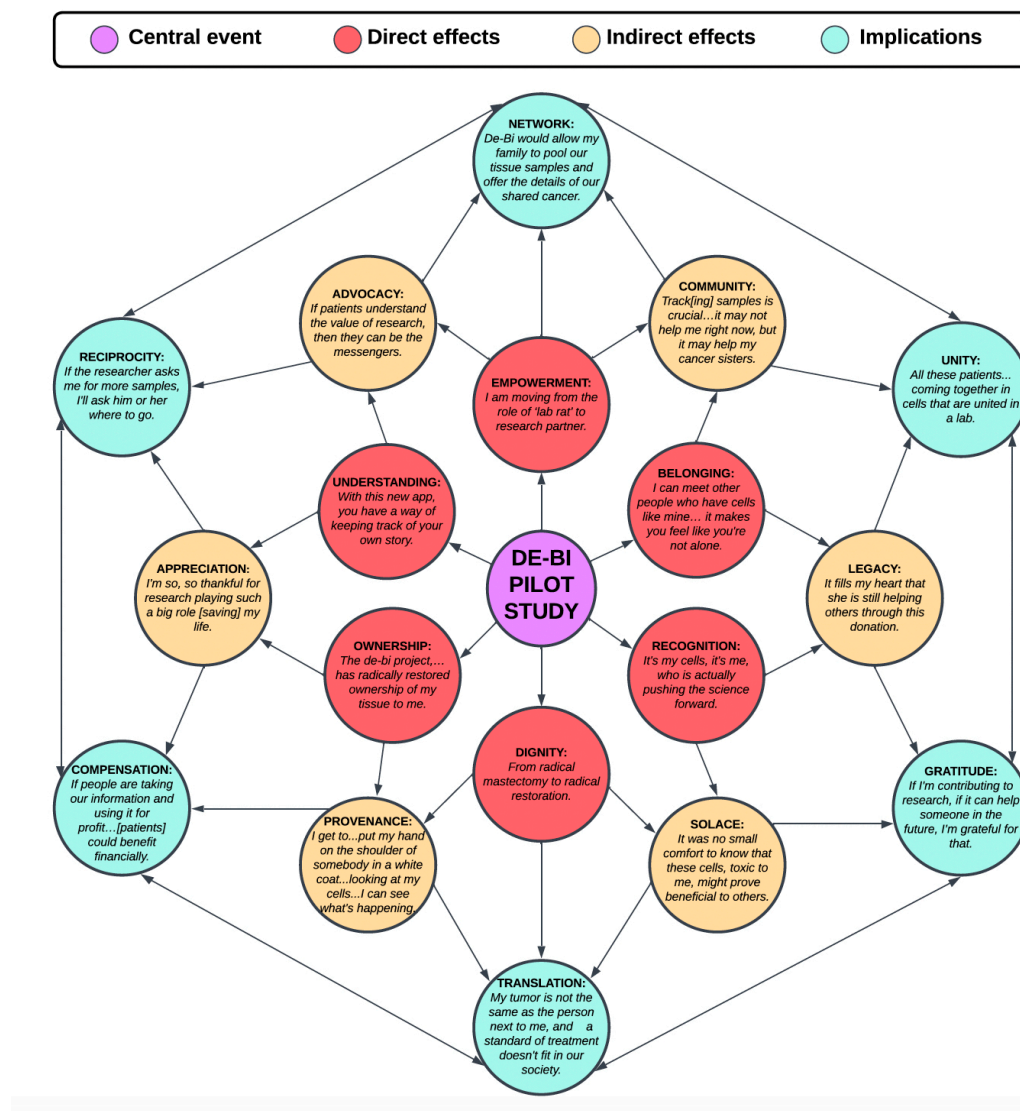 Central event
Direct effects
Indirect effects
Implications
NETWORK:
De-Bi would allow my
family to pool our
tissue samples and
offer the details of our
shared cancer.
ADVOCACY:
If patients understand
the value of research,
then they can be the
messengers.
COMMUNITY:
Track[ing] samples is
crucial…it may not
help me right now, but
it may help my
cancer sisters.
RECIPROCITY:
If the researcher asks
me for more samples,
I'll ask him or her
where to go.
EMPOWERMENT:
I am moving from the
role of 'lab rat' to
research partner.
UNITY:
All these patients...
coming together in
cells that are united in
a lab.
UNDERSTANDING:
With this new app,
you have a way of
keeping track of your
own story.
BELONGING:
I can meet other
people who have cells
like mine… it makes
you feel like you're
not alone.
APPRECIATION:
I'm so, so thankful for
research playing such
a big role [saving] my
life.
DE-BI
PILOT
STUDY
LEGACY:
It fills my heart that
she is still helping
others through this
donation.
OWNERSHIP:
The de-bi project,…
has radically restored
ownership of my
tissue to me.
RECOGNITION:
It's my cells, it's me,
who is actually
pushing the science
forward.
DIGNITY:
From radical
mastectomy to radical
restoration.
COMPENSATION:
If people are taking
our information and
using it for
profit…[patients]
could benefit
financially.
PROVENANCE:
I get to...put my hand
on the shoulder of
somebody in a white
coat...looking at my
cells...I can see
what's happening.
SOLACE:
It was no small
comfort to know that
these cells, toxic to
me, might prove
beneficial to others.
GRATITUDE:
If I'm contributing to
research, if it can help
someone in the
future, I'm grateful for
that.
TRANSLATION:
My tumor is not the
same as the person
next to me, and a
standard of treatment
doesn't fit in our
society.